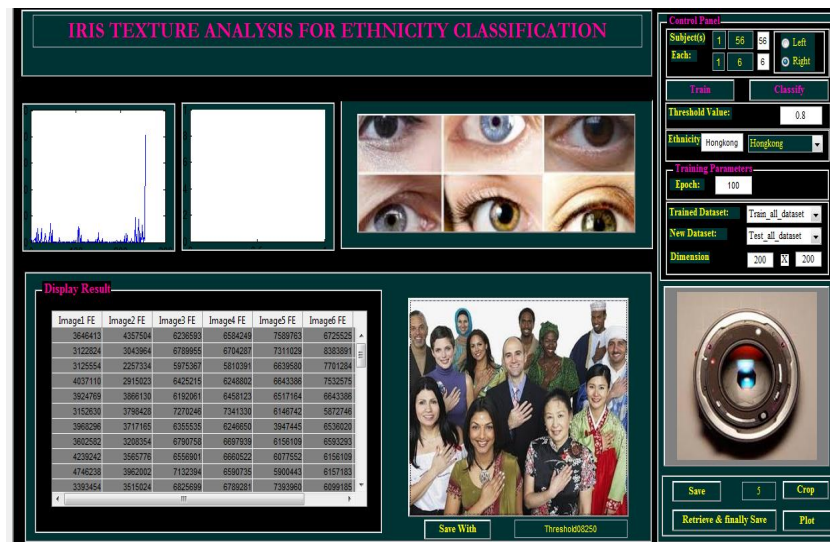 IRIS TEXTURE ANALYSIS FOR ETHNICITY CLASSIFICATION
Control Panel
Subject(s) 1 56 56 Left
Each: 1 6 6 Right
Train Classify
Threshold Value: 0.8
Ethnicity Hongkong Hongkong
Training Parameters
Epoch: 100
Trained Dataset: Train_all_dataset
New Dataset: Test_all_dataset
Dimension 200 X 200
Display Result
Image1 FE Image2 FE Image3 FE Image4 FE Image5 FE Image6 FE
3646413 4357504 6236593 6584249 7589763 6725525
3122824 3043964 6789955 6704287 7311029 8383891
3125554 2257334 5975367 5810391 6639580 7701284
4037110 2915023 6425215 6248802 6643386 7532575
3924769 3866130 6192061 6458123 6517164 6643386
3152630 3798428 7270246 7341330 6146742 5872746
3968296 3717165 6355535 6246650 3947445 6536020
3602582 3208354 6790758 6697939 6156109 6593293
4239242 3565776 6556901 6660522 6077552 6156109
4746238 3962002 7132394 6590735 5900443 6157183
3393454 3515024 6825699 6789281 7393960 6099185
Save With Threshold08250
Save 5 Crop
Retrieve & finally Save Plot